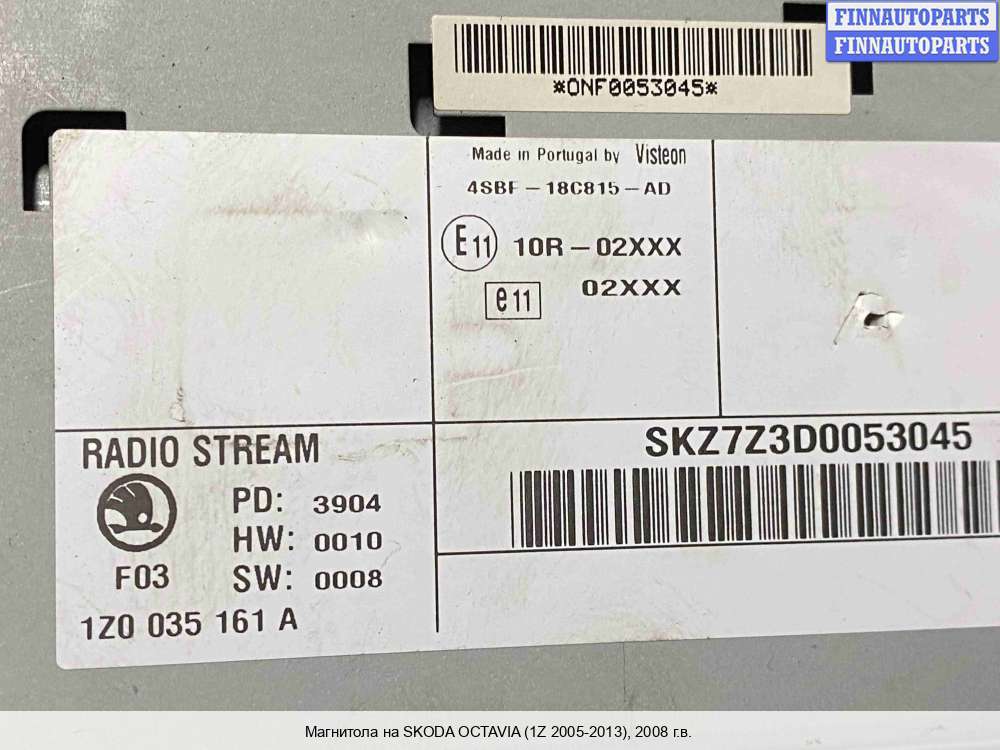 FINNAUTOPARTS
FINNAUTOPARTS
*ONF0053045*
Made in Portugal by Visteon
4SBF-18C815-AD
E11 10R-02XXX
e11 02XXX
RADIO STREAM
SKZ7Z3D0053045
PD: 3904
HW: 0010
F03 SW: 0008
1Z0 035 161 A
Магнитола на SKODA OCTAVIA (1Z 2005-2013), 2008 г.в.